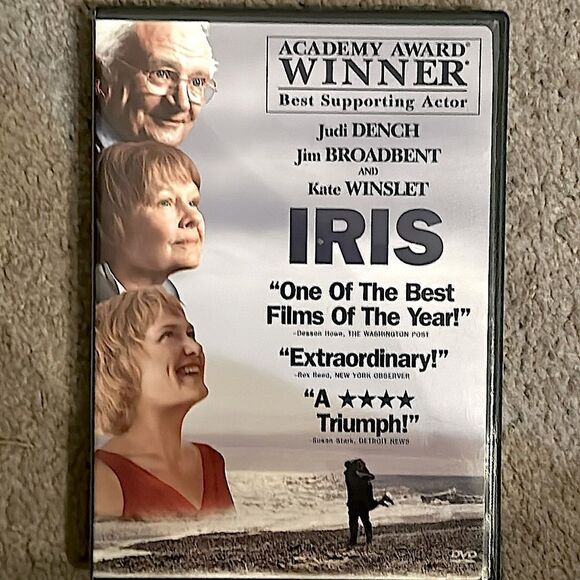 ACADEMY AWARD®
WINNER®
Best Supporting Actor
Judi DENCH
Jim BROADBENT
AND
Kate WINSLET
IRIS
“One Of The Best
Films Of The Year!”
–Desson Howe, THE WASHINGTON POST
“Extraordinary!”
–Rex Reed, NEW YORK OBSERVER
“A ★★★★
Triumph!”
–Susan Stark, DETROIT NEWS
DVD